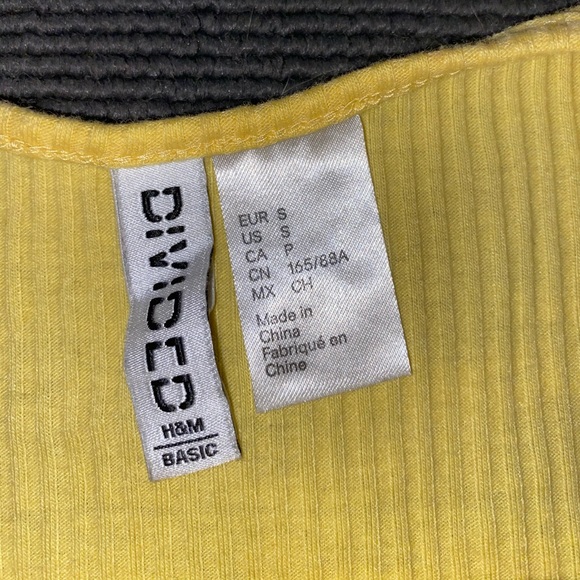 DIVIDED
H&M
BASIC
EUR S
US S
CA P
CN 165/88A
MX CH
Made in
China
Fabriqué en
Chine